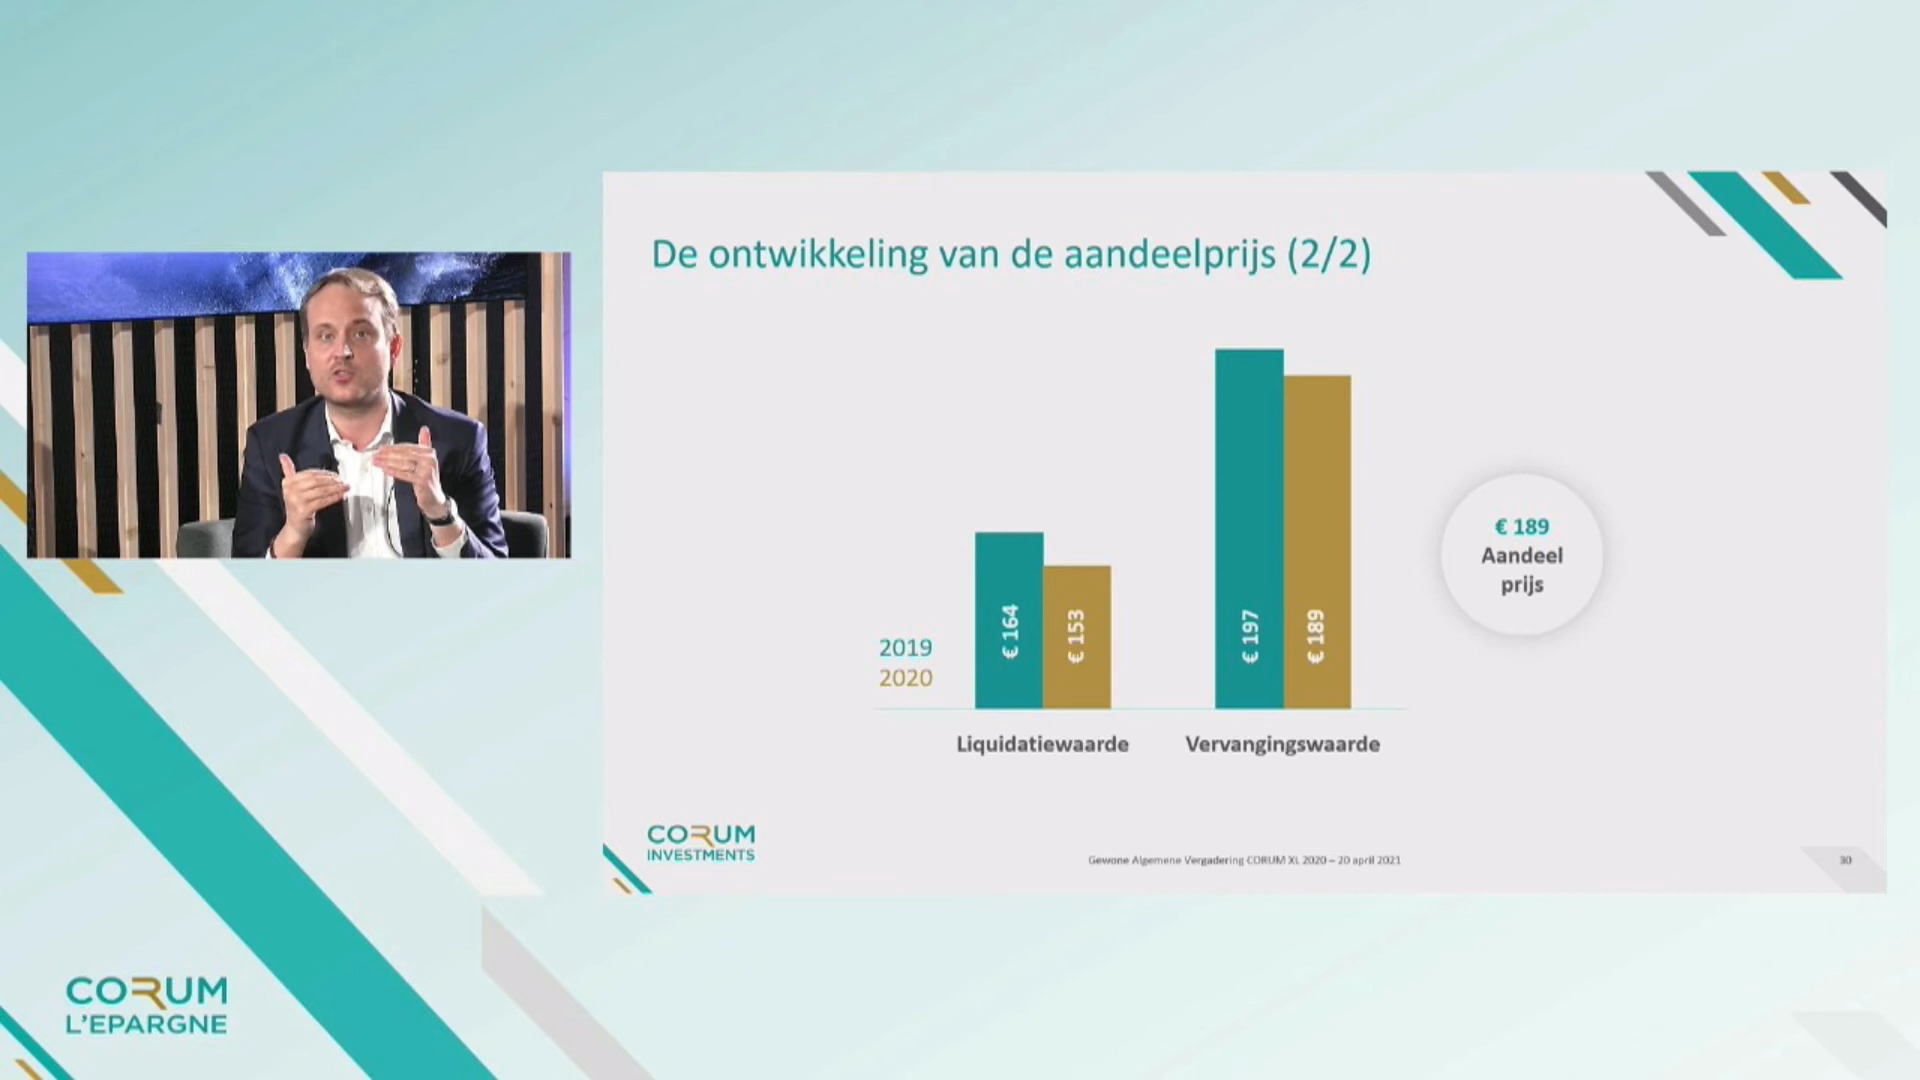 De ontwikkeling van de aandeelprijs (2/2)
2019
2020
€ 164
€ 153
€ 197
€ 189
Liquidatiewaarde
Vervangingswaarde
€ 189
Aandeel
prijs
CORUM
INVESTMENTS
Gewone Algemene Vergadering CORUM XL 2020 – 20 april 2021
30
CORUM
L'EPARGNE